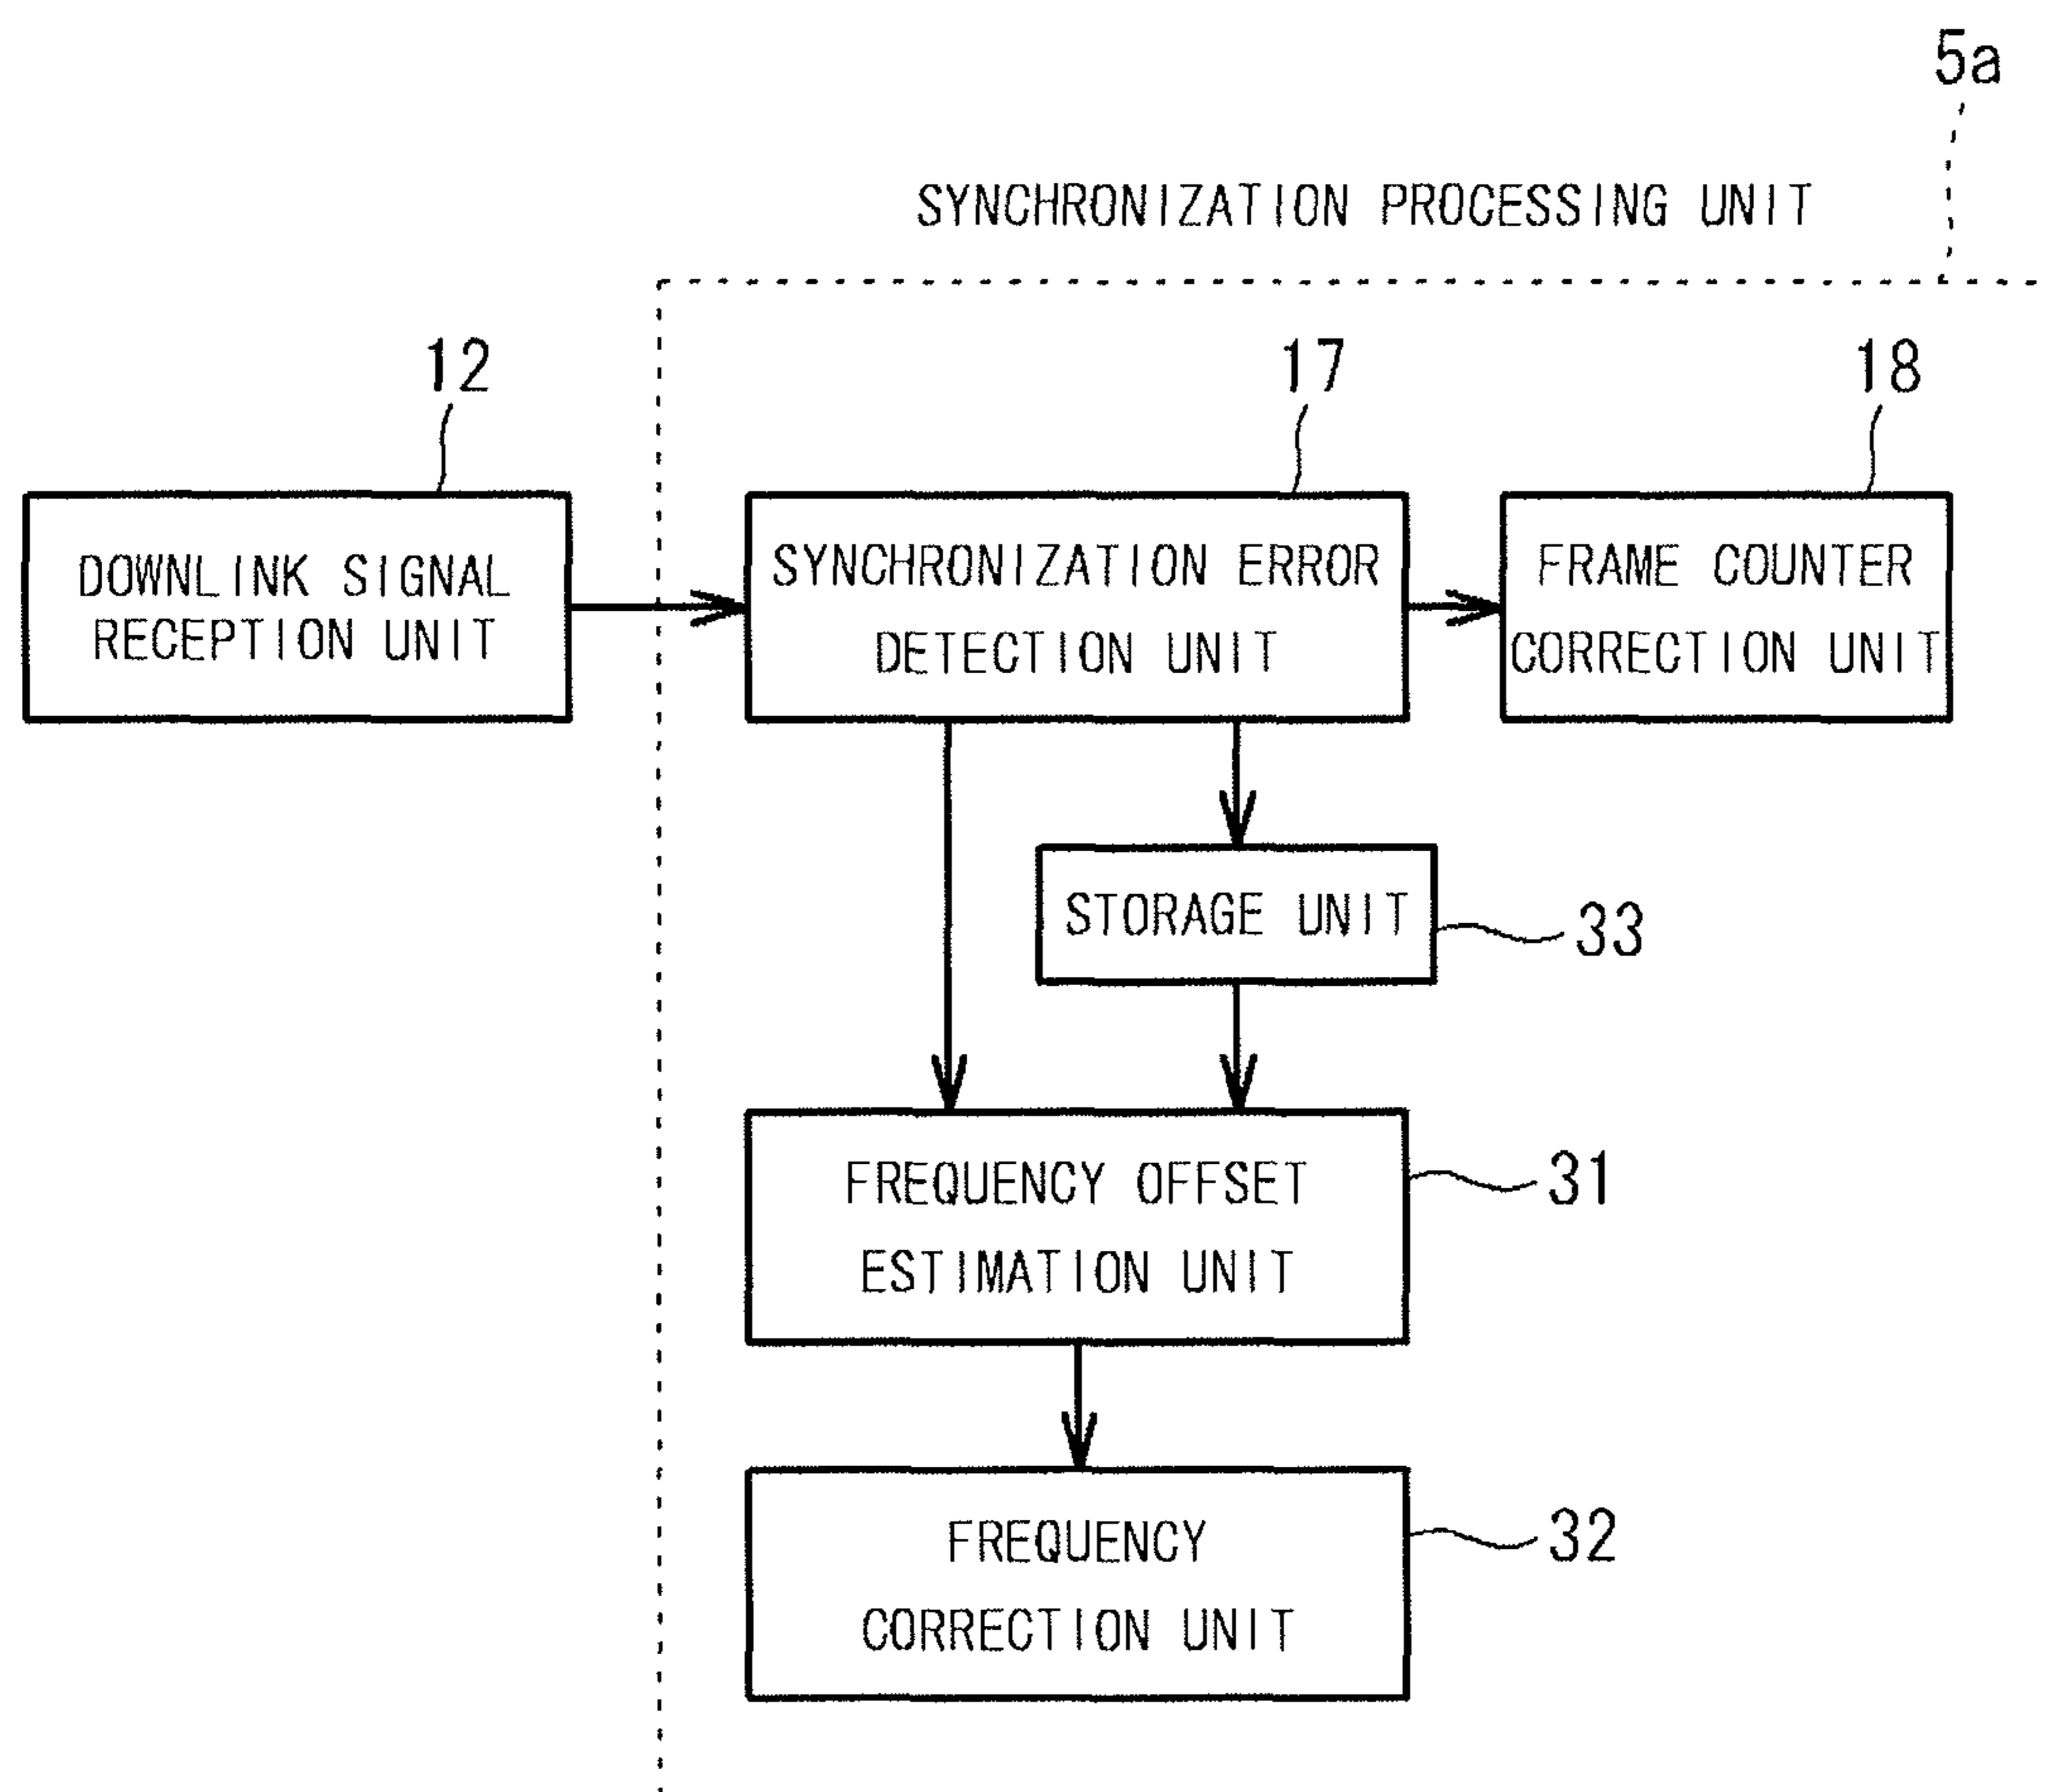 5a
SYNCHRONIZATION PROCESSING UNIT
12
17
18
DOWNLINK SIGNAL
RECEPTION UNIT
SYNCHRONIZATION ERROR
DETECTION UNIT
FRAME COUNTER
CORRECTION UNIT
STORAGE UNIT
33
FREQUENCY OFFSET
ESTIMATION UNIT
31
FREQUENCY
CORRECTION UNIT
32